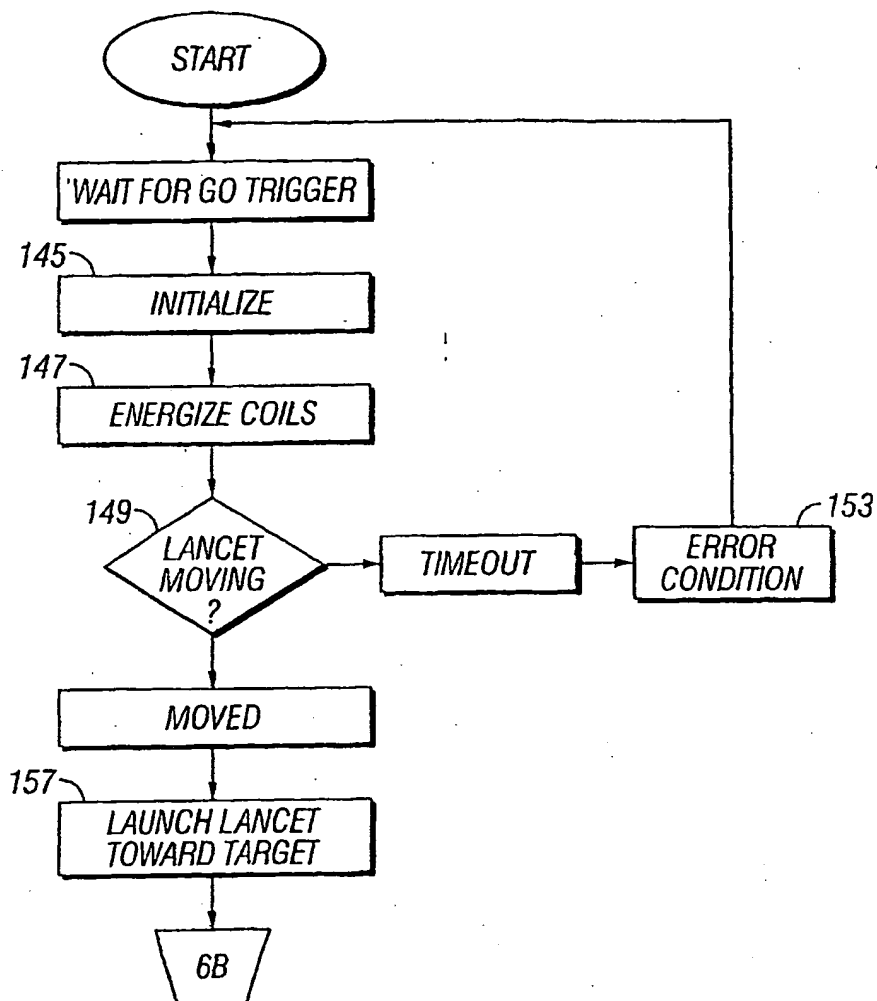 START
'WAIT FOR GO TRIGGER
145
INITIALIZE
147
ENERGIZE COILS
149
LANCET
MOVING
?
TIMEOUT
153
ERROR
CONDITION
MOVED
157
LAUNCH LANCET
TOWARD TARGET
6B